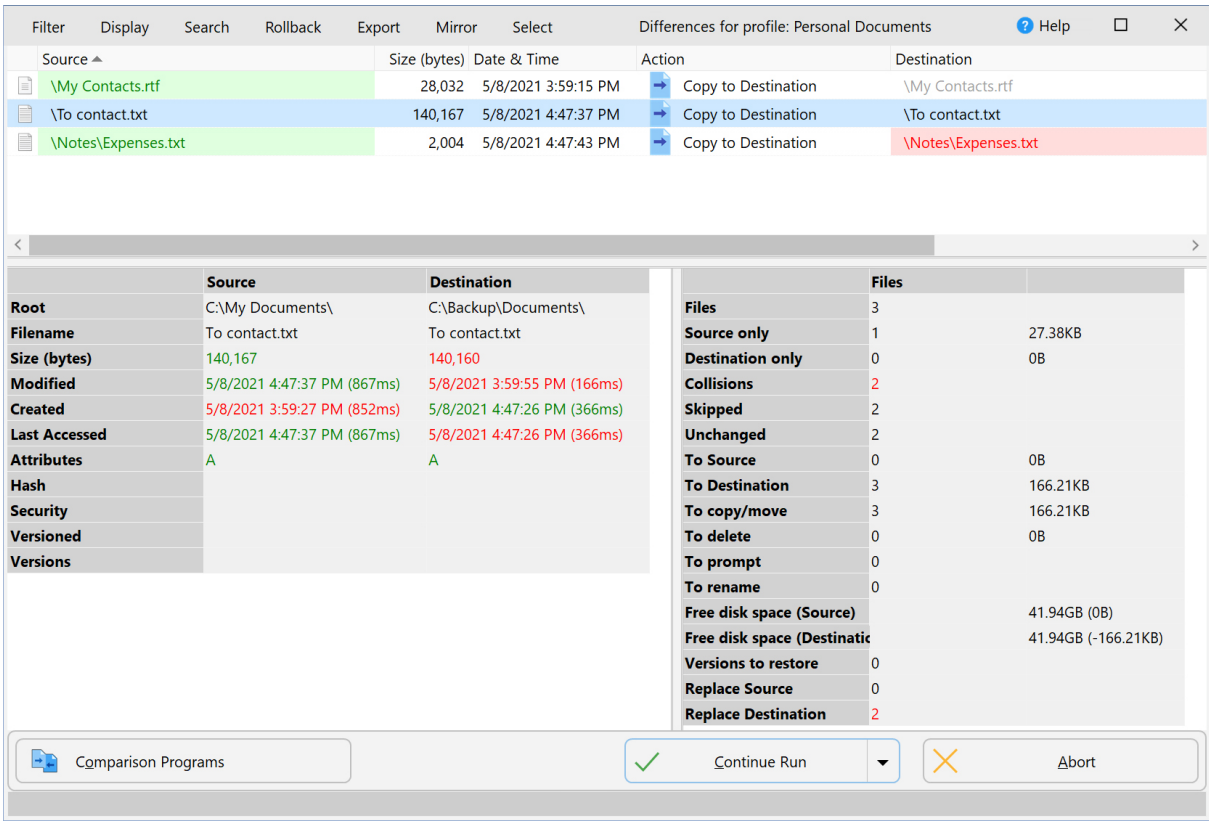 Filter Display Search Rollback Export Mirror Select Differences for profile: Personal Documents ? Help
Source Size (bytes) Date & Time Action Destination
\My Contacts.rtf 28,032 5/8/2021 3:59:15 PM Copy to Destination \My Contacts.rtf
\To contact.txt 140,167 5/8/2021 4:47:37 PM Copy to Destination \To contact.txt
\Notes\Expenses.txt 2,004 5/8/2021 4:47:43 PM Copy to Destination \Notes\Expenses.txt
Source Destination
Root C:\My Documents\ C:\Backup\Documents\
Filename To contact.txt To contact.txt
Size (bytes) 140,167 140,160
Modified 5/8/2021 4:47:37 PM (867ms) 5/8/2021 3:59:55 PM (166ms)
Created 5/8/2021 3:59:27 PM (852ms) 5/8/2021 4:47:26 PM (366ms)
Last Accessed 5/8/2021 4:47:37 PM (867ms) 5/8/2021 4:47:26 PM (366ms)
Attributes A A
Hash
Security
Versioned
Versions
Files
Files 3
Source only 1 27.38KB
Destination only 0 0B
Collisions 2
Skipped 2
Unchanged 2
To Source 0 0B
To Destination 3 166.21KB
To copy/move 3 166.21KB
To delete 0 0B
To prompt 0
To rename 0
Free disk space (Source) 41.94GB (0B)
Free disk space (Destinatic 41.94GB (-166.21KB)
Versions to restore 0
Replace Source 0
Replace Destination 2
Comparison Programs Continue Run Abort